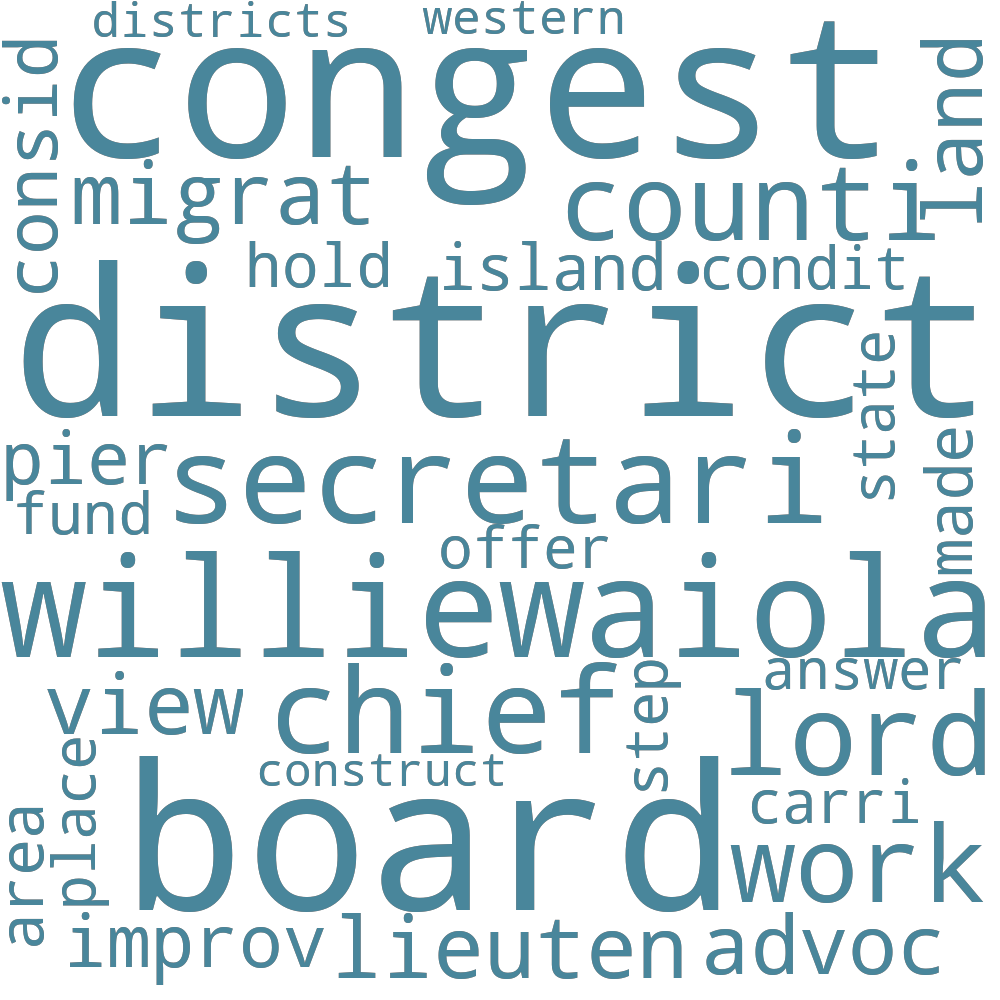 districts
western
congest
consid
land
migrat
counti
hold
island
condit
district
state
pier
secretari
made
fund
offer
williewaiola
answer
view
chief
step
lord
place
construct
board
carri
area
work
improv
lieuten
advoc